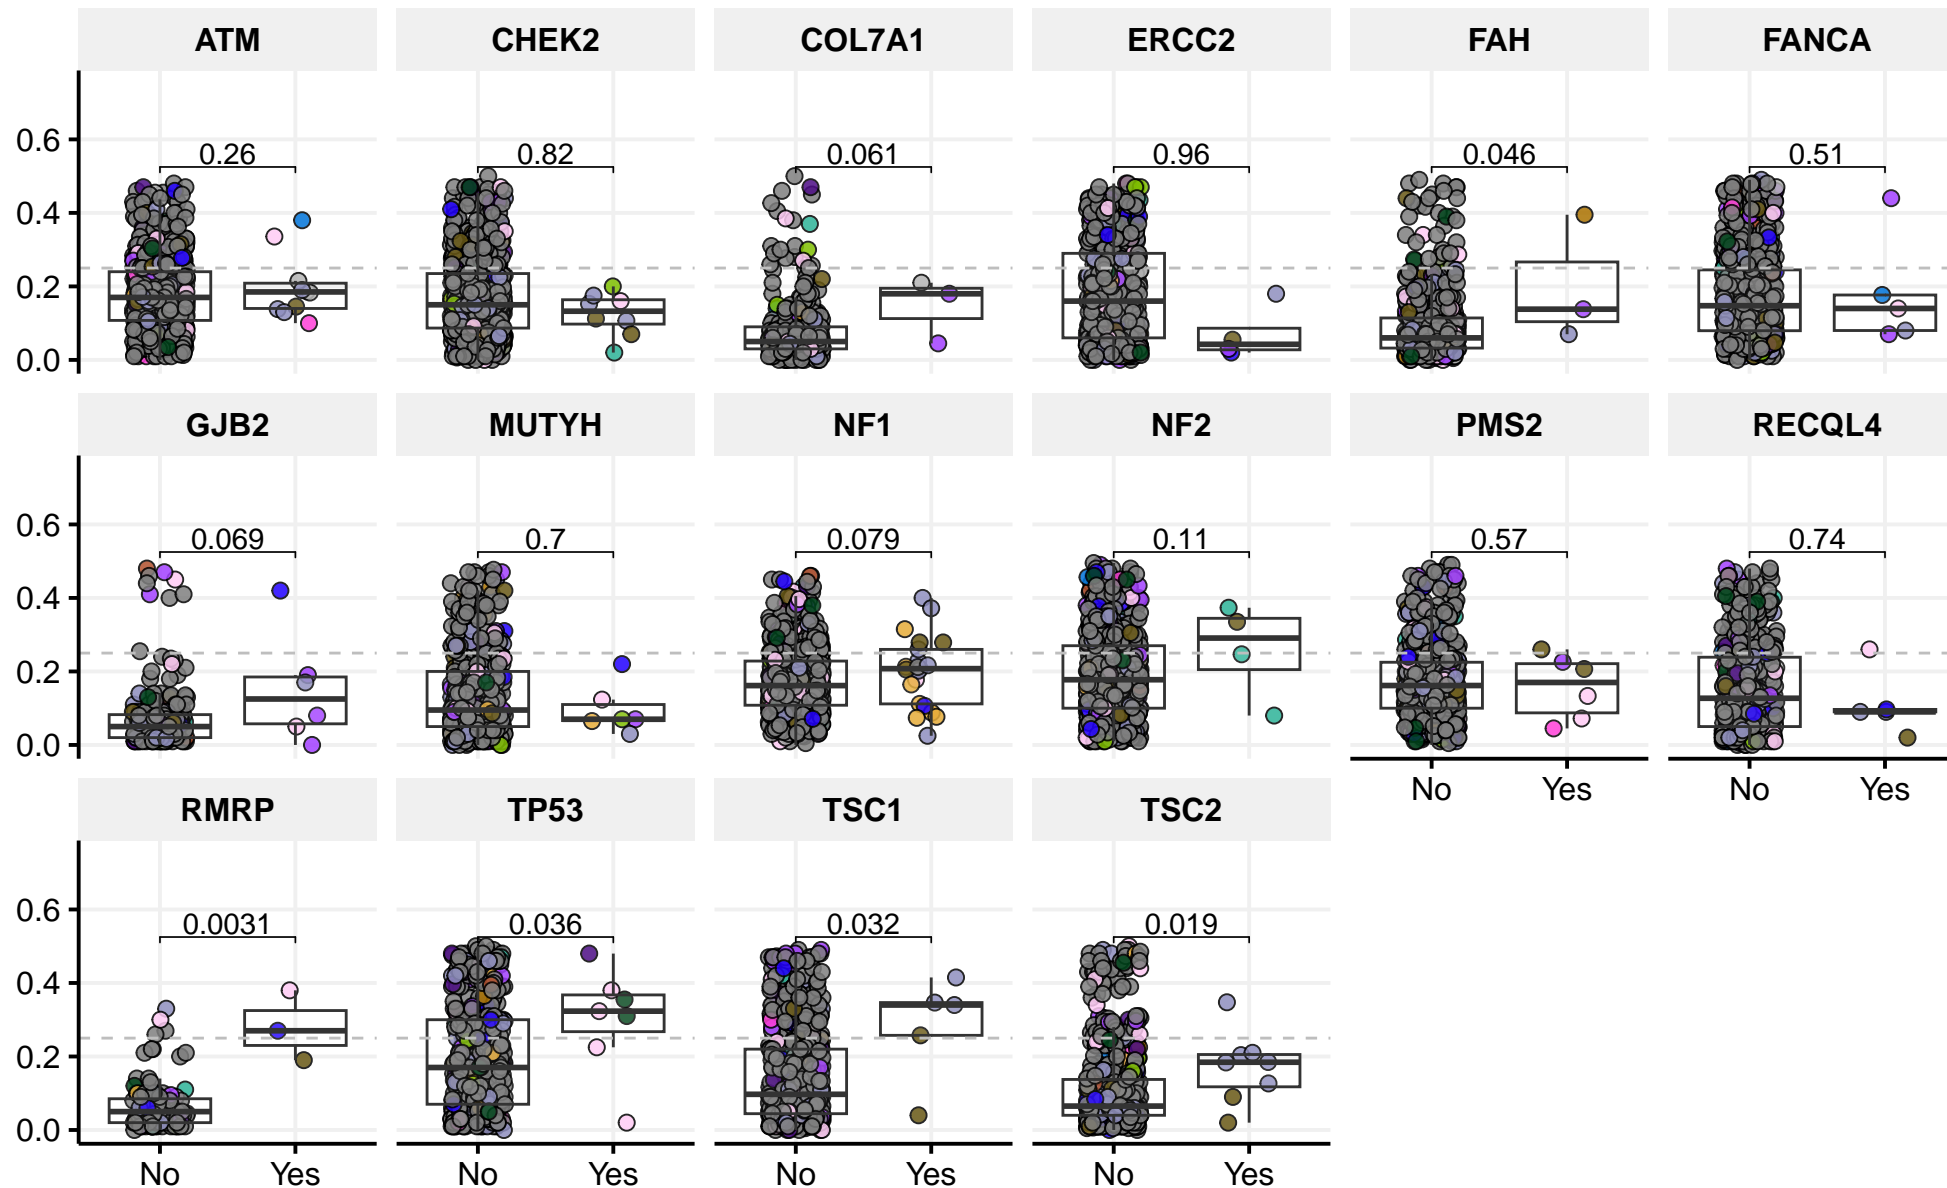 ATM CHEK2 COL7A1 ERCC2 FAH FANCA
0.6 0.26 0.82 0.061 0.96 0.046 0.51
0.4
0.2
0.0
GJB2 MUTYH NF1 NF2 PMS2 RECQL4
0.6 0.069 0.7 0.079 0.11 0.57 0.74
0.4
0.2
0.0
No Yes No Yes
RMRP TP53 TSC1 TSC2
0.6 0.0031 0.036 0.032 0.019
0.4
0.2
0.0
No Yes No Yes No Yes No Yes